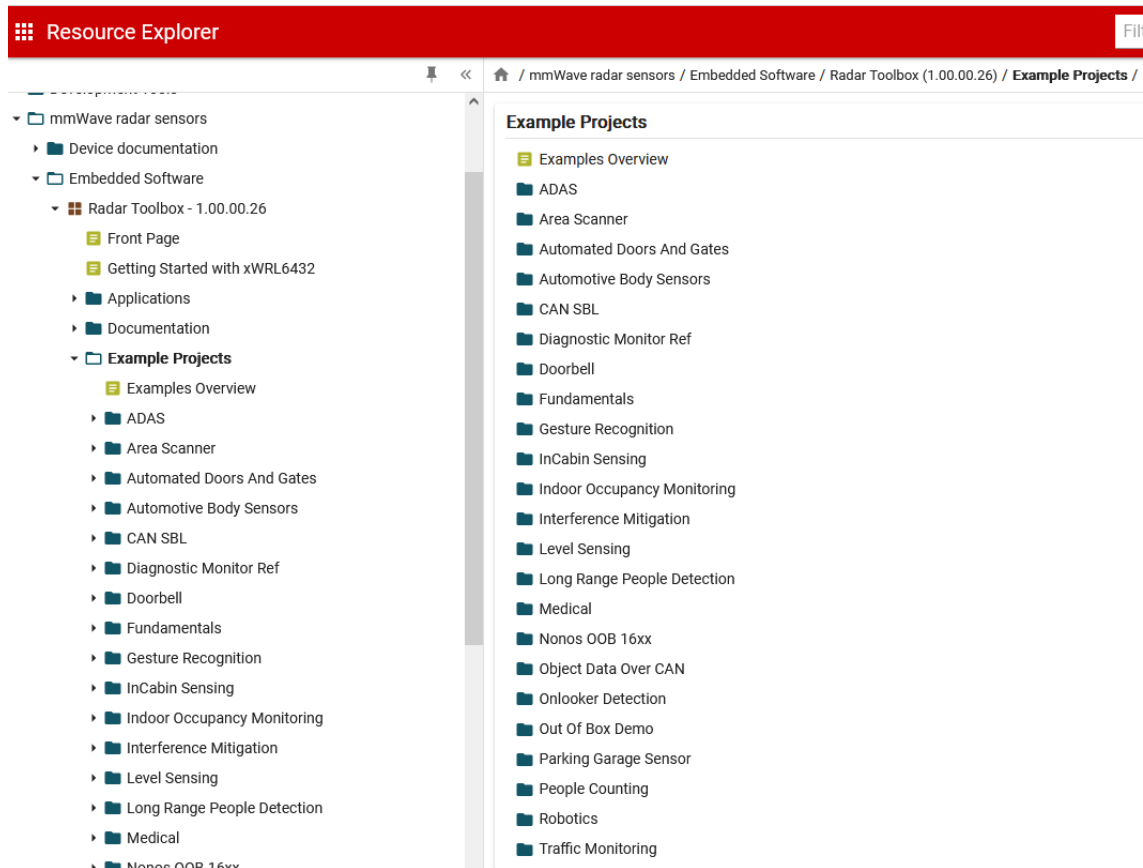 Resource Explorer
Filt
mmWave radar sensors
Device documentation
Embedded Software
Radar Toolbox - 1.00.00.26
Front Page
Getting Started with xWRL6432
Applications
Documentation
Example Projects
Examples Overview
ADAS
Area Scanner
Automated Doors And Gates
Automotive Body Sensors
CAN SBL
Diagnostic Monitor Ref
Doorbell
Fundamentals
Gesture Recognition
InCabin Sensing
Indoor Occupancy Monitoring
Interference Mitigation
Level Sensing
Long Range People Detection
Medical
Nonos OOB 16xx
/ mmWave radar sensors / Embedded Software / Radar Toolbox (1.00.00.26) / Example Projects /
Example Projects
Examples Overview
ADAS
Area Scanner
Automated Doors And Gates
Automotive Body Sensors
CAN SBL
Diagnostic Monitor Ref
Doorbell
Fundamentals
Gesture Recognition
InCabin Sensing
Indoor Occupancy Monitoring
Interference Mitigation
Level Sensing
Long Range People Detection
Medical
Nonos OOB 16xx
Object Data Over CAN
Onlooker Detection
Out Of Box Demo
Parking Garage Sensor
People Counting
Robotics
Traffic Monitoring